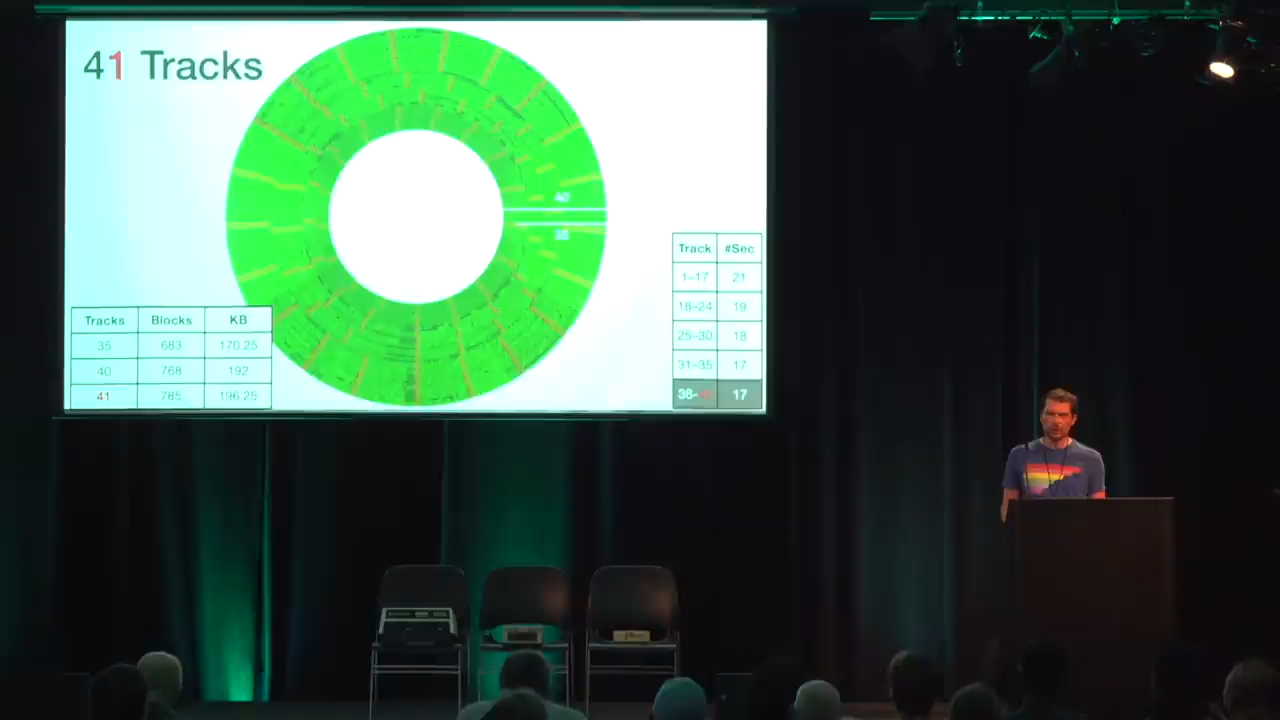 41 Tracks
40
35
Tracks Blocks KB
35 683 170.25
40 768 192
41 785 196.25
Track #Sec
1–17 21
18–24 19
25–30 18
31–35 17
36- 17